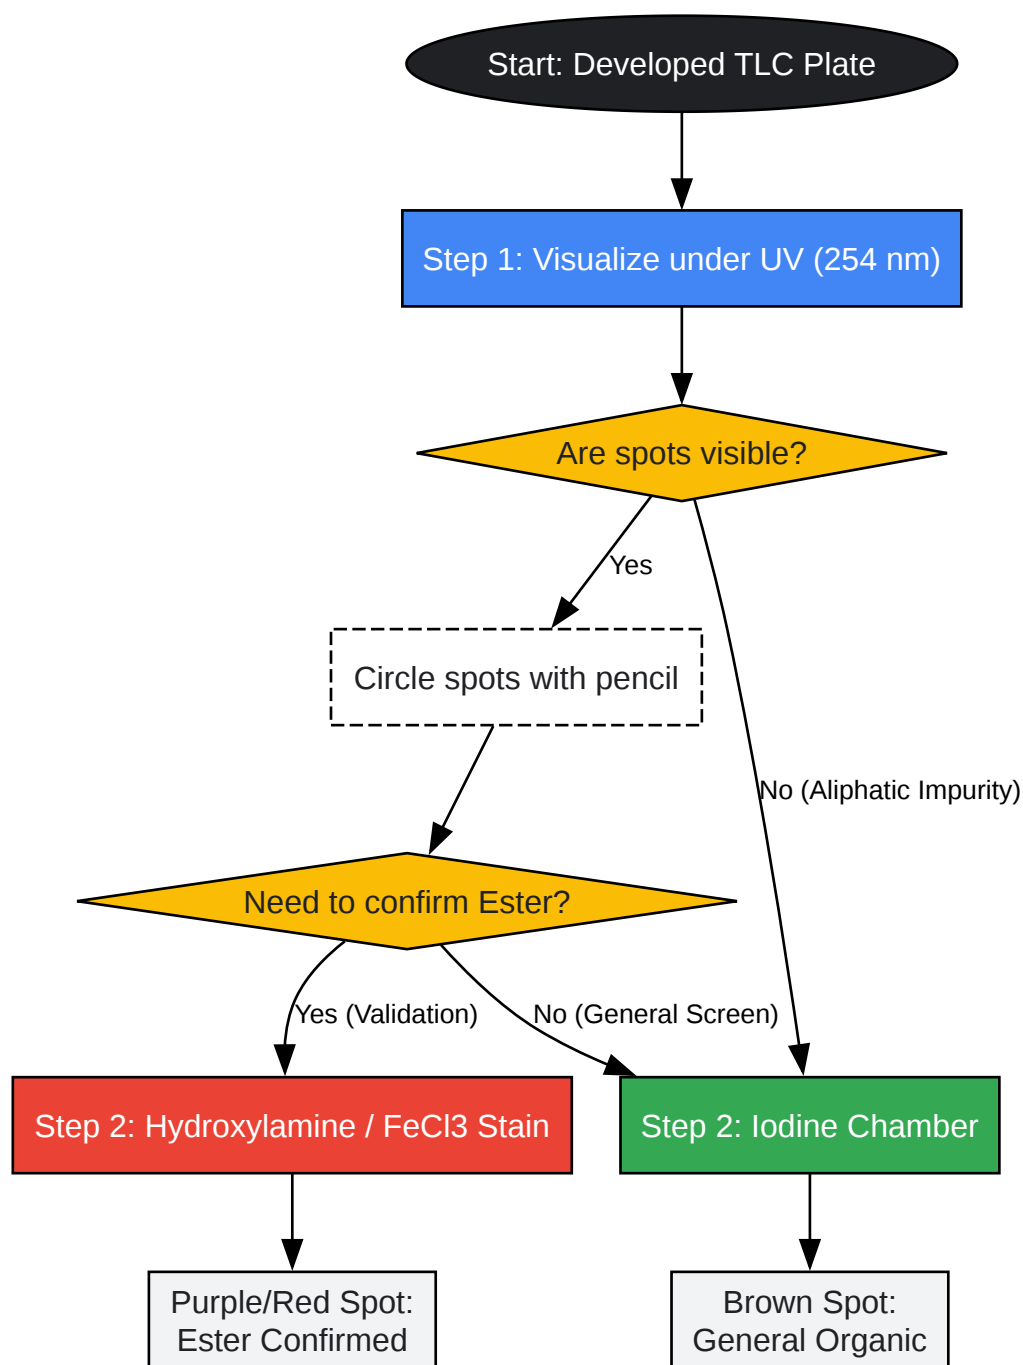 Start: Developed TLC Plate
Step 1: Visualize under UV (254 nm)
Are spots visible?
Yes
Circle spots with pencil
No (Aliphatic Impurity)
Need to confirm Ester?
Yes (Validation)
No (General Screen)
Step 2: Hydroxylamine / FeCl3 Stain
Step 2: Iodine Chamber
Purple/Red Spot:
Ester Confirmed
Brown Spot:
General Organic